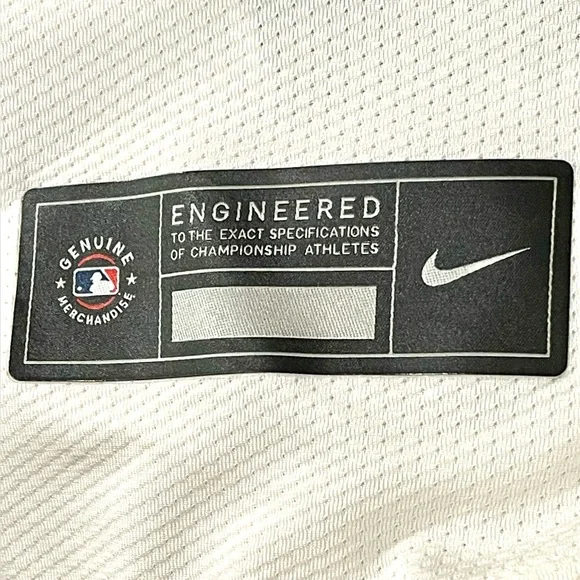 GENUINE
MERCHANDISE
ENGINEERED
TO THE EXACT SPECIFICATIONS
OF CHAMPIONSHIP ATHLETES